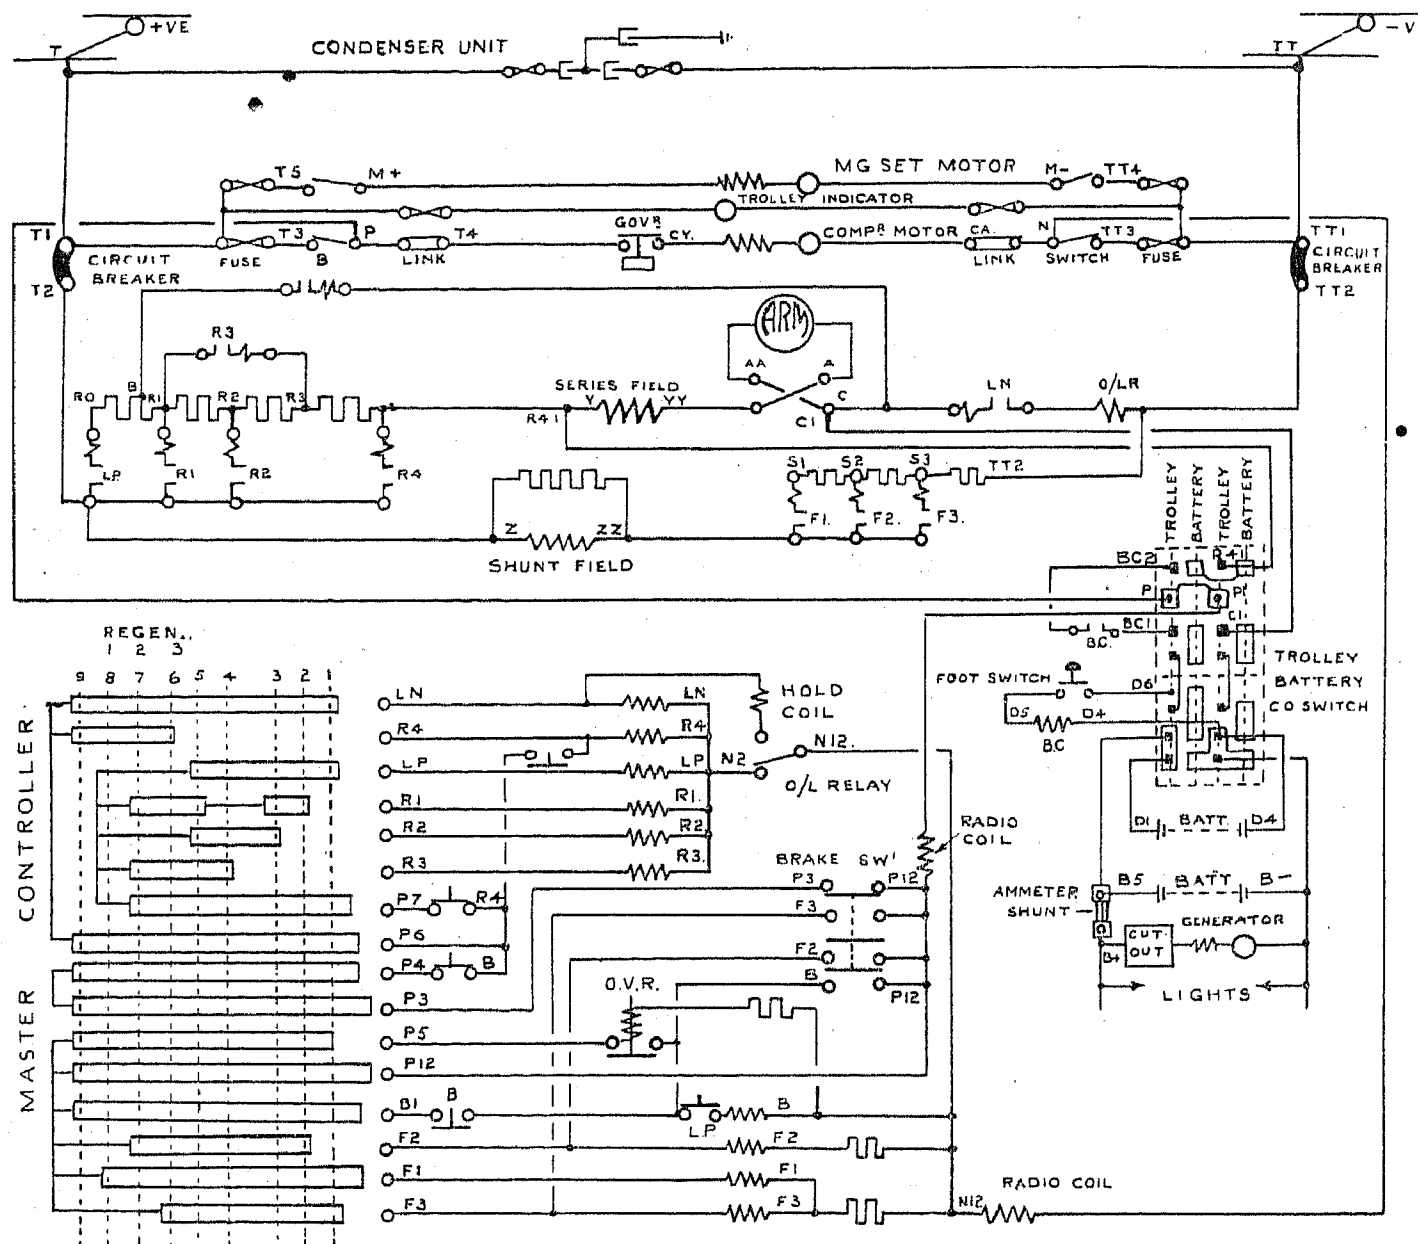 +VE
- V
T
TT
CONDENSER UNIT
T5
M+
MG SET MOTOR
M-
TT4
TROLLEY INDICATOR
T1
T3
P
T4
GOVR
CY.
COMPR MOTOR
CA.
N
TT3
TT1
CIRCUIT BREAKER
FUSE
B
LINK
LINK
SWITCH
FUSE
CIRCUIT BREAKER
T2
TT2
R3
ARM
AA
A
R0
B
R1
R2
R3
SERIES FIELD
Y
YY
R41
C
C1
LN
O/LR
LP
R1
R2
R4
S1
S2
S3
TT2
F1.
F2.
F3.
Z
ZZ
SHUNT FIELD
TROLLEY
BATTERY
TROLLEY
BATTERY
BC2
R41
P
P1
BC1
C1
BC.
TROLLEY
BATTERY
CO SWITCH
FOOT SWITCH
D6
D5
D4
BC
D1
BATT.
D4
REGEN.
1 2 3
9 8 7 6 5 4 3 2 1
MASTER CONTROLLER
LN
LN
HOLD COIL
R4
R4
N12.
LP
LP
N2
O/L RELAY
R1
R1.
R2
R2
R3
R3.
RADIO COIL
BRAKE SWT
P3
P12
P7
R4
F3
P6
F2
P4
B
B
P12
P3
O.V.R.
P5
P12
B1
B
L.P.
B
F2
F2
F1
F1
F3
F3
N12
RADIO COIL
AMMETER SHUNT
B5
BATT
B-
B+
CUT OUT
GENERATOR
LIGHTS